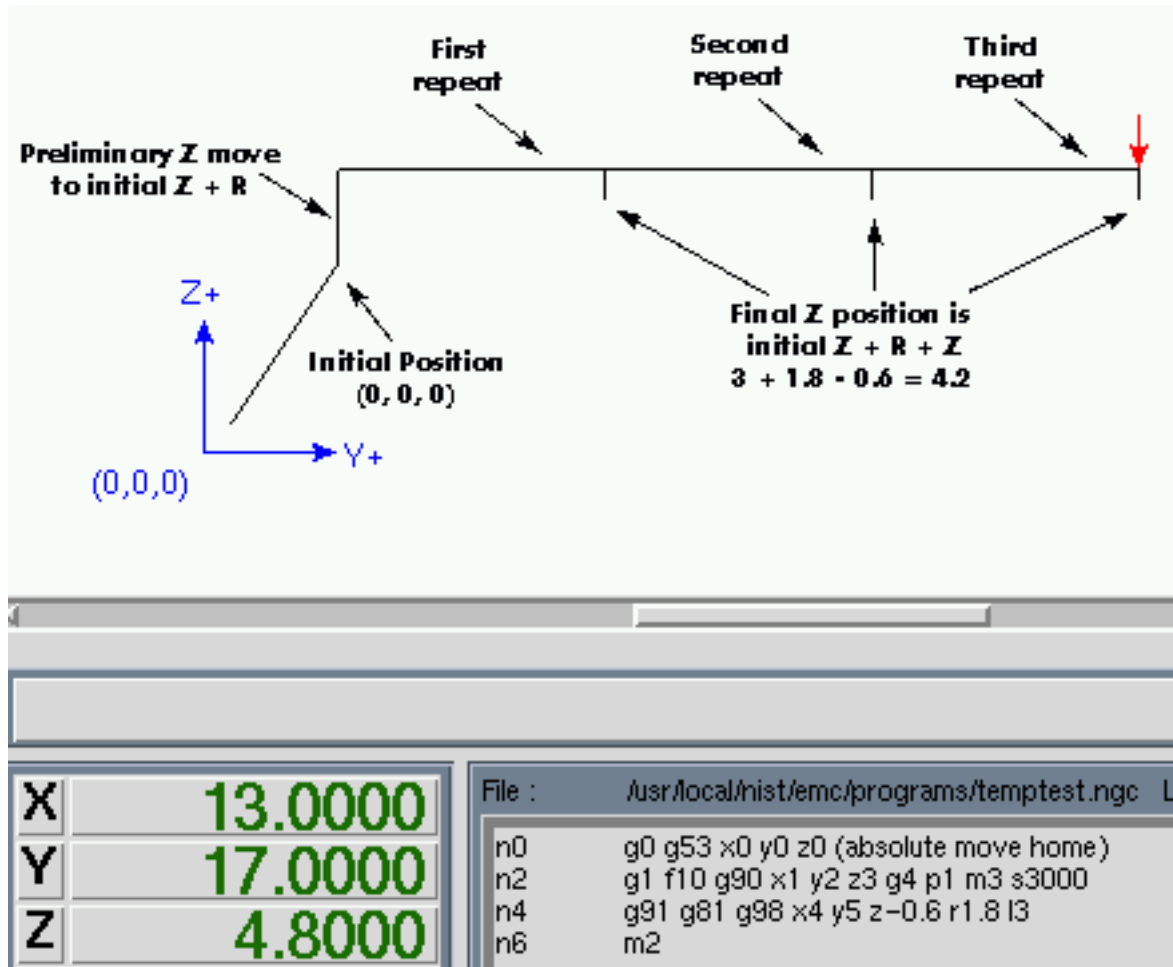 First
repeat
Second
repeat
Third
repeat
Preliminary Z move
to initial Z + R
Z+
Initial Position
(0, 0, 0)
Final Z position is
initial Z + R + Z
3 + 1.8 - 0.6 = 4.2
Y+
(0,0,0)
X 13.0000
Y 17.0000
Z 4.8000
File : /usr/local/nist/emc/programs/temptest.ngc L
n0 g0 g53 x0 y0 z0 (absolute move home)
n2 g1 f10 g90 x1 y2 z3 g4 p1 m3 s3000
n4 g91 g81 g98 x4 y5 z-0.6 r1.8 l3
n6 m2